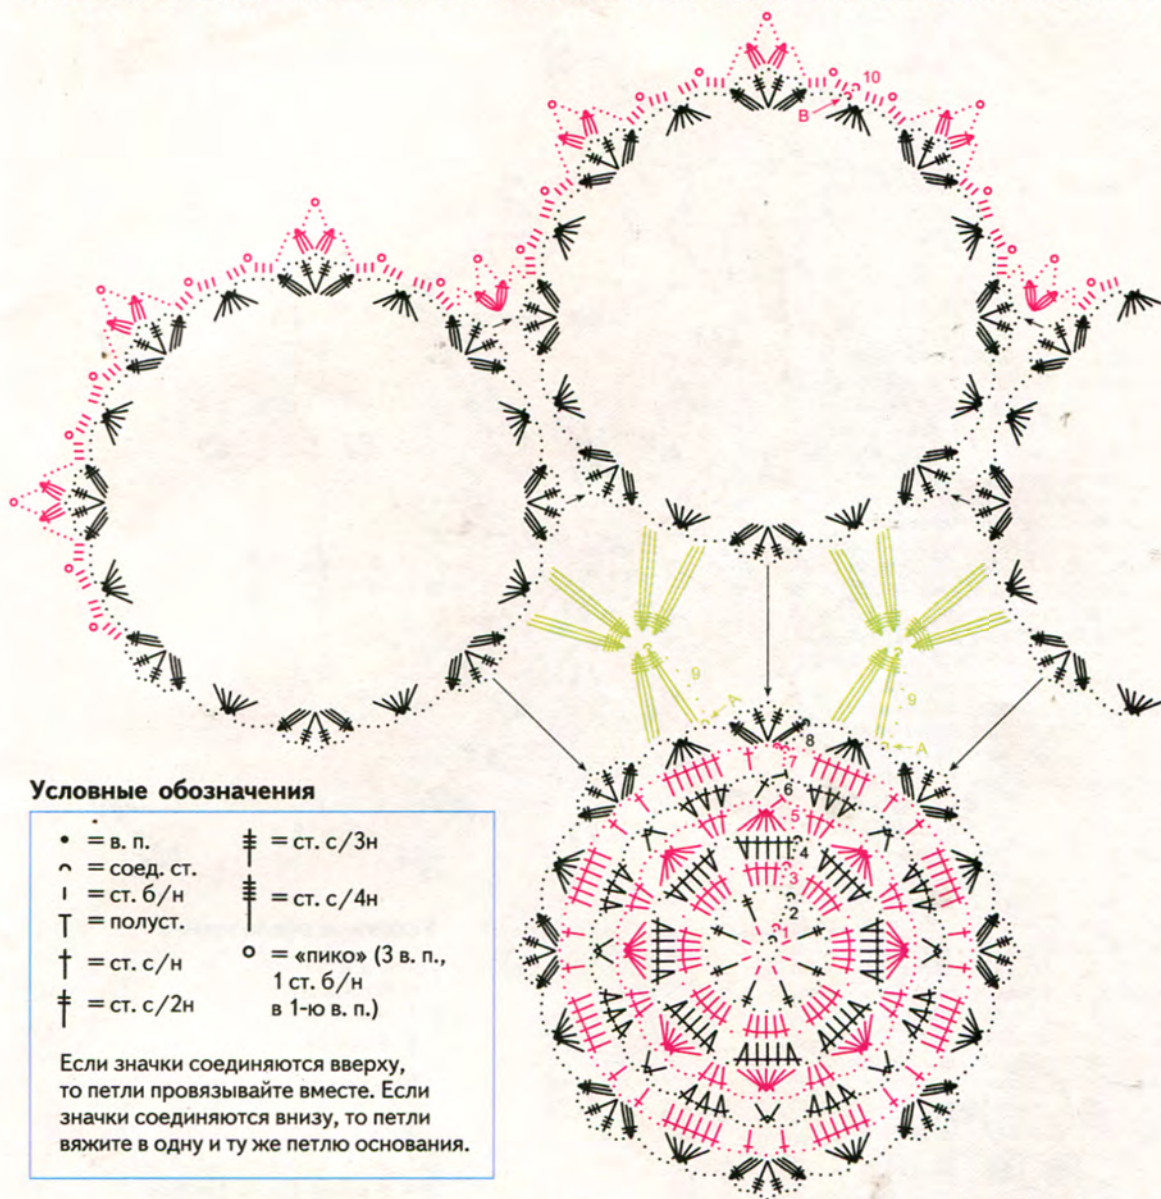 10
B
9
A
2
9
A
8
7
6
5
4
3
2
1
Условные обозначения
= в. п.
= соед. ст.
= ст. б/н
= полуст.
= ст. с/н
= ст. с/2н
= ст. с/3н
= ст. с/4н
= «пико» (3 в. п.,
1 ст. б/н
в 1-ю в. п.)
Если значки соединяются вверху,
то петли провязывайте вместе. Если
значки соединяются внизу, то петли
вяжите в одну и ту же петлю основания.